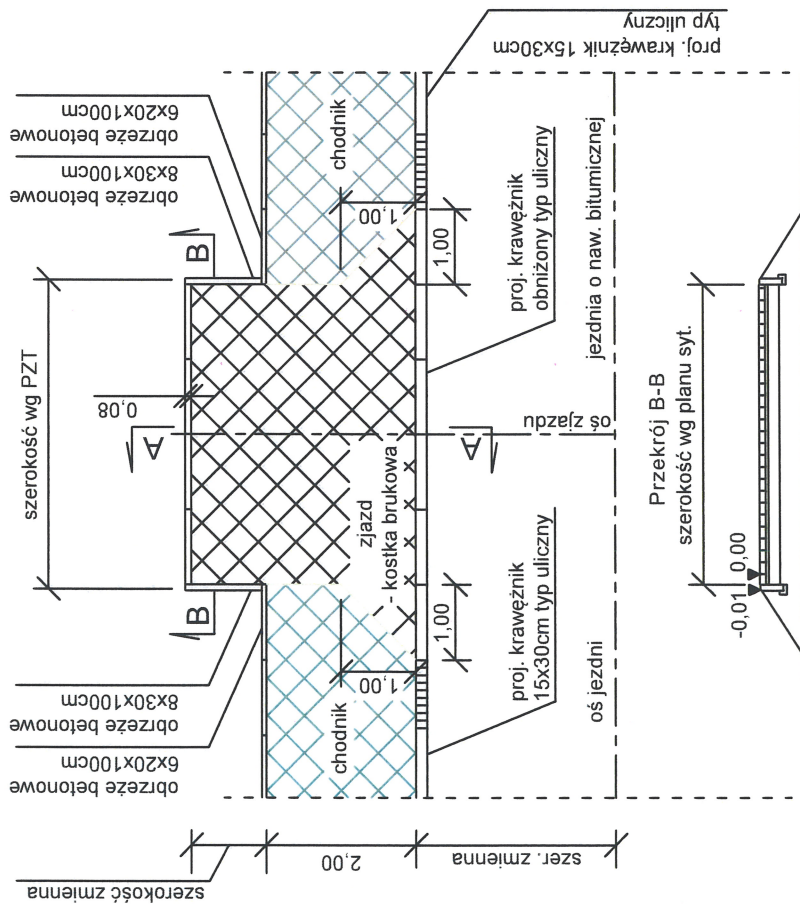 obrzeże betonowe
6x20x100cm
obrzeże betonowe
8x30x100cm
szerokość wg PZT
obrzeże betonowe
8x30x100cm
obrzeże betonowe
6x20x100cm
proj. krawężnik 15x30cm
typ uliczny
szerokość zmienna
2,00
szer. zmienna
B
B
0,08
A
A
chodnik
1,00
1,00
zjazd
- kostka brukowa
chodnik
1,00
1,00
proj. krawężnik
15x30cm typ uliczny
oś zjazdu
proj. krawężnik
obniżony typ uliczny
oś jezdni
jezdnia o naw. bitumicznej
Przekrój B-B
szerokość wg planu syt.
-0,01
0,00